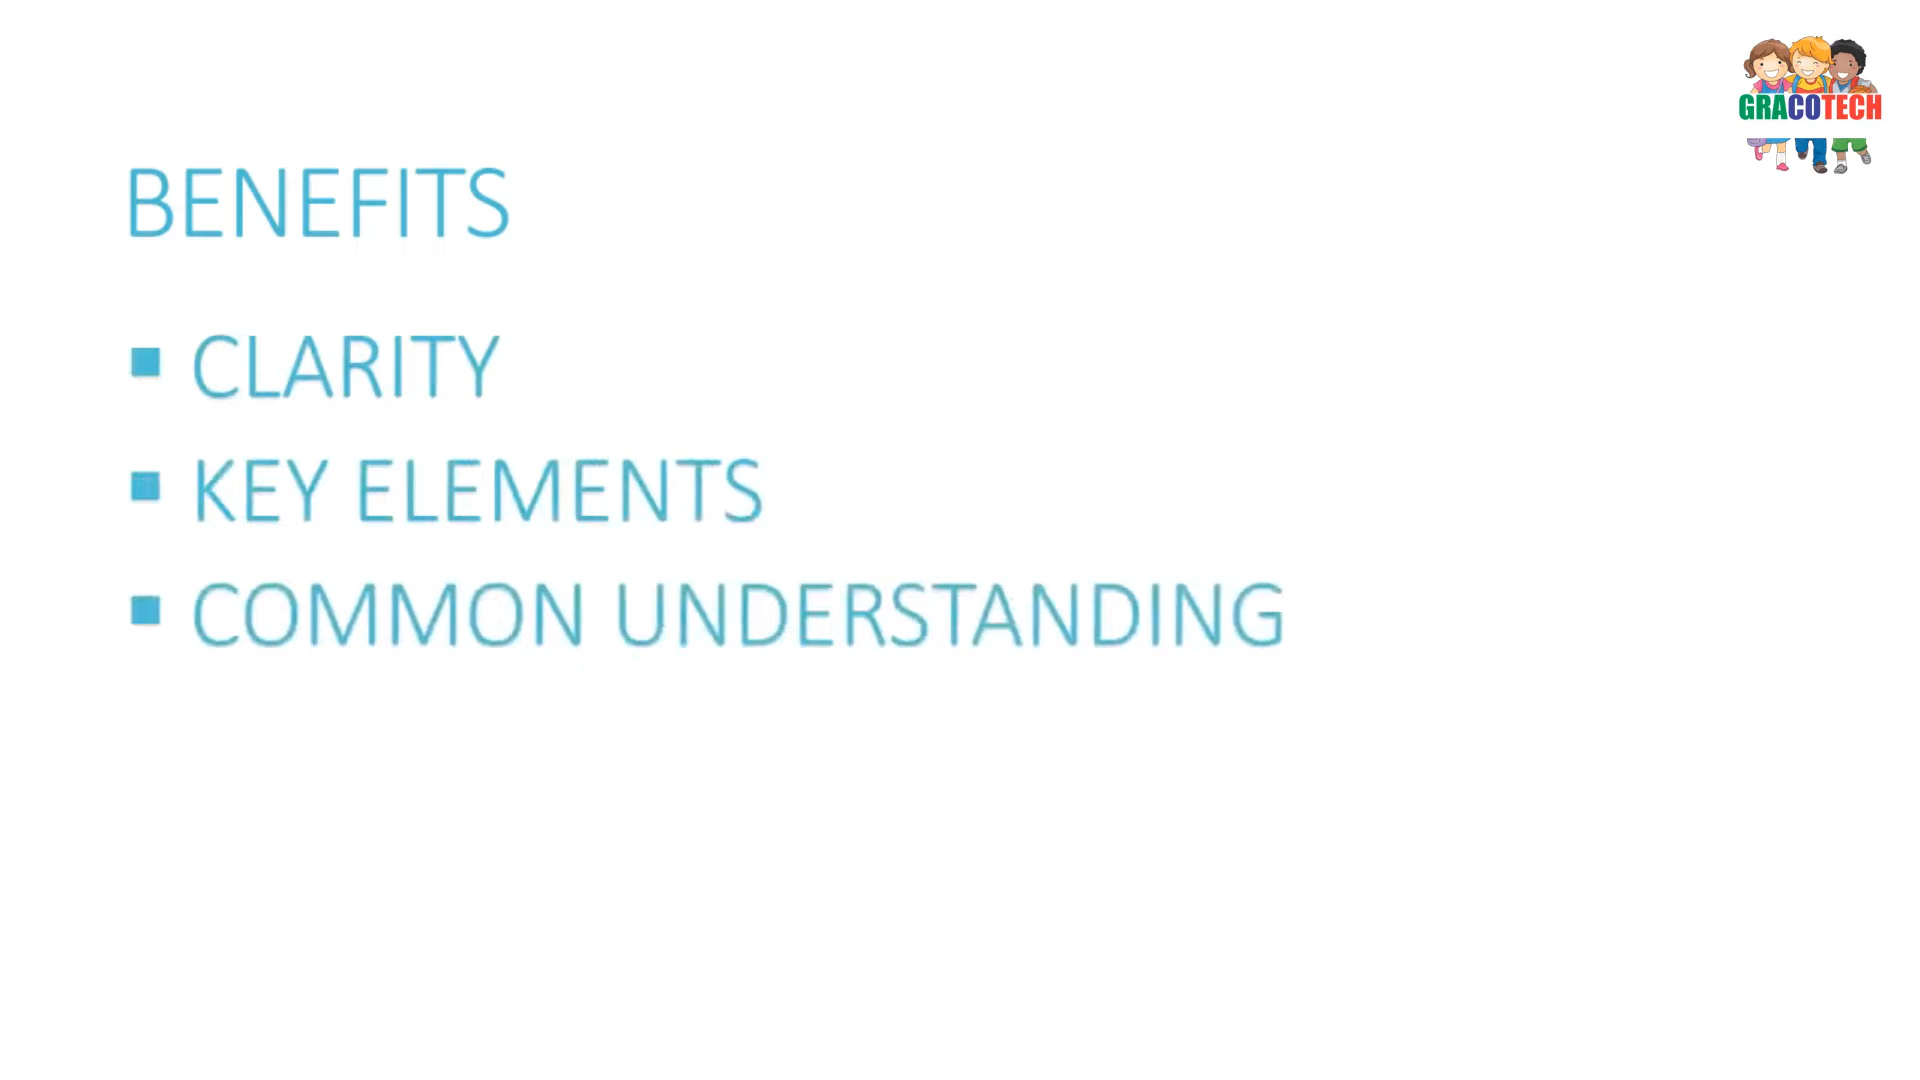 GRACOTECH
BENEFITS
▪ CLARITY
▪ KEY ELEMENTS
▪ COMMON UNDERSTANDING